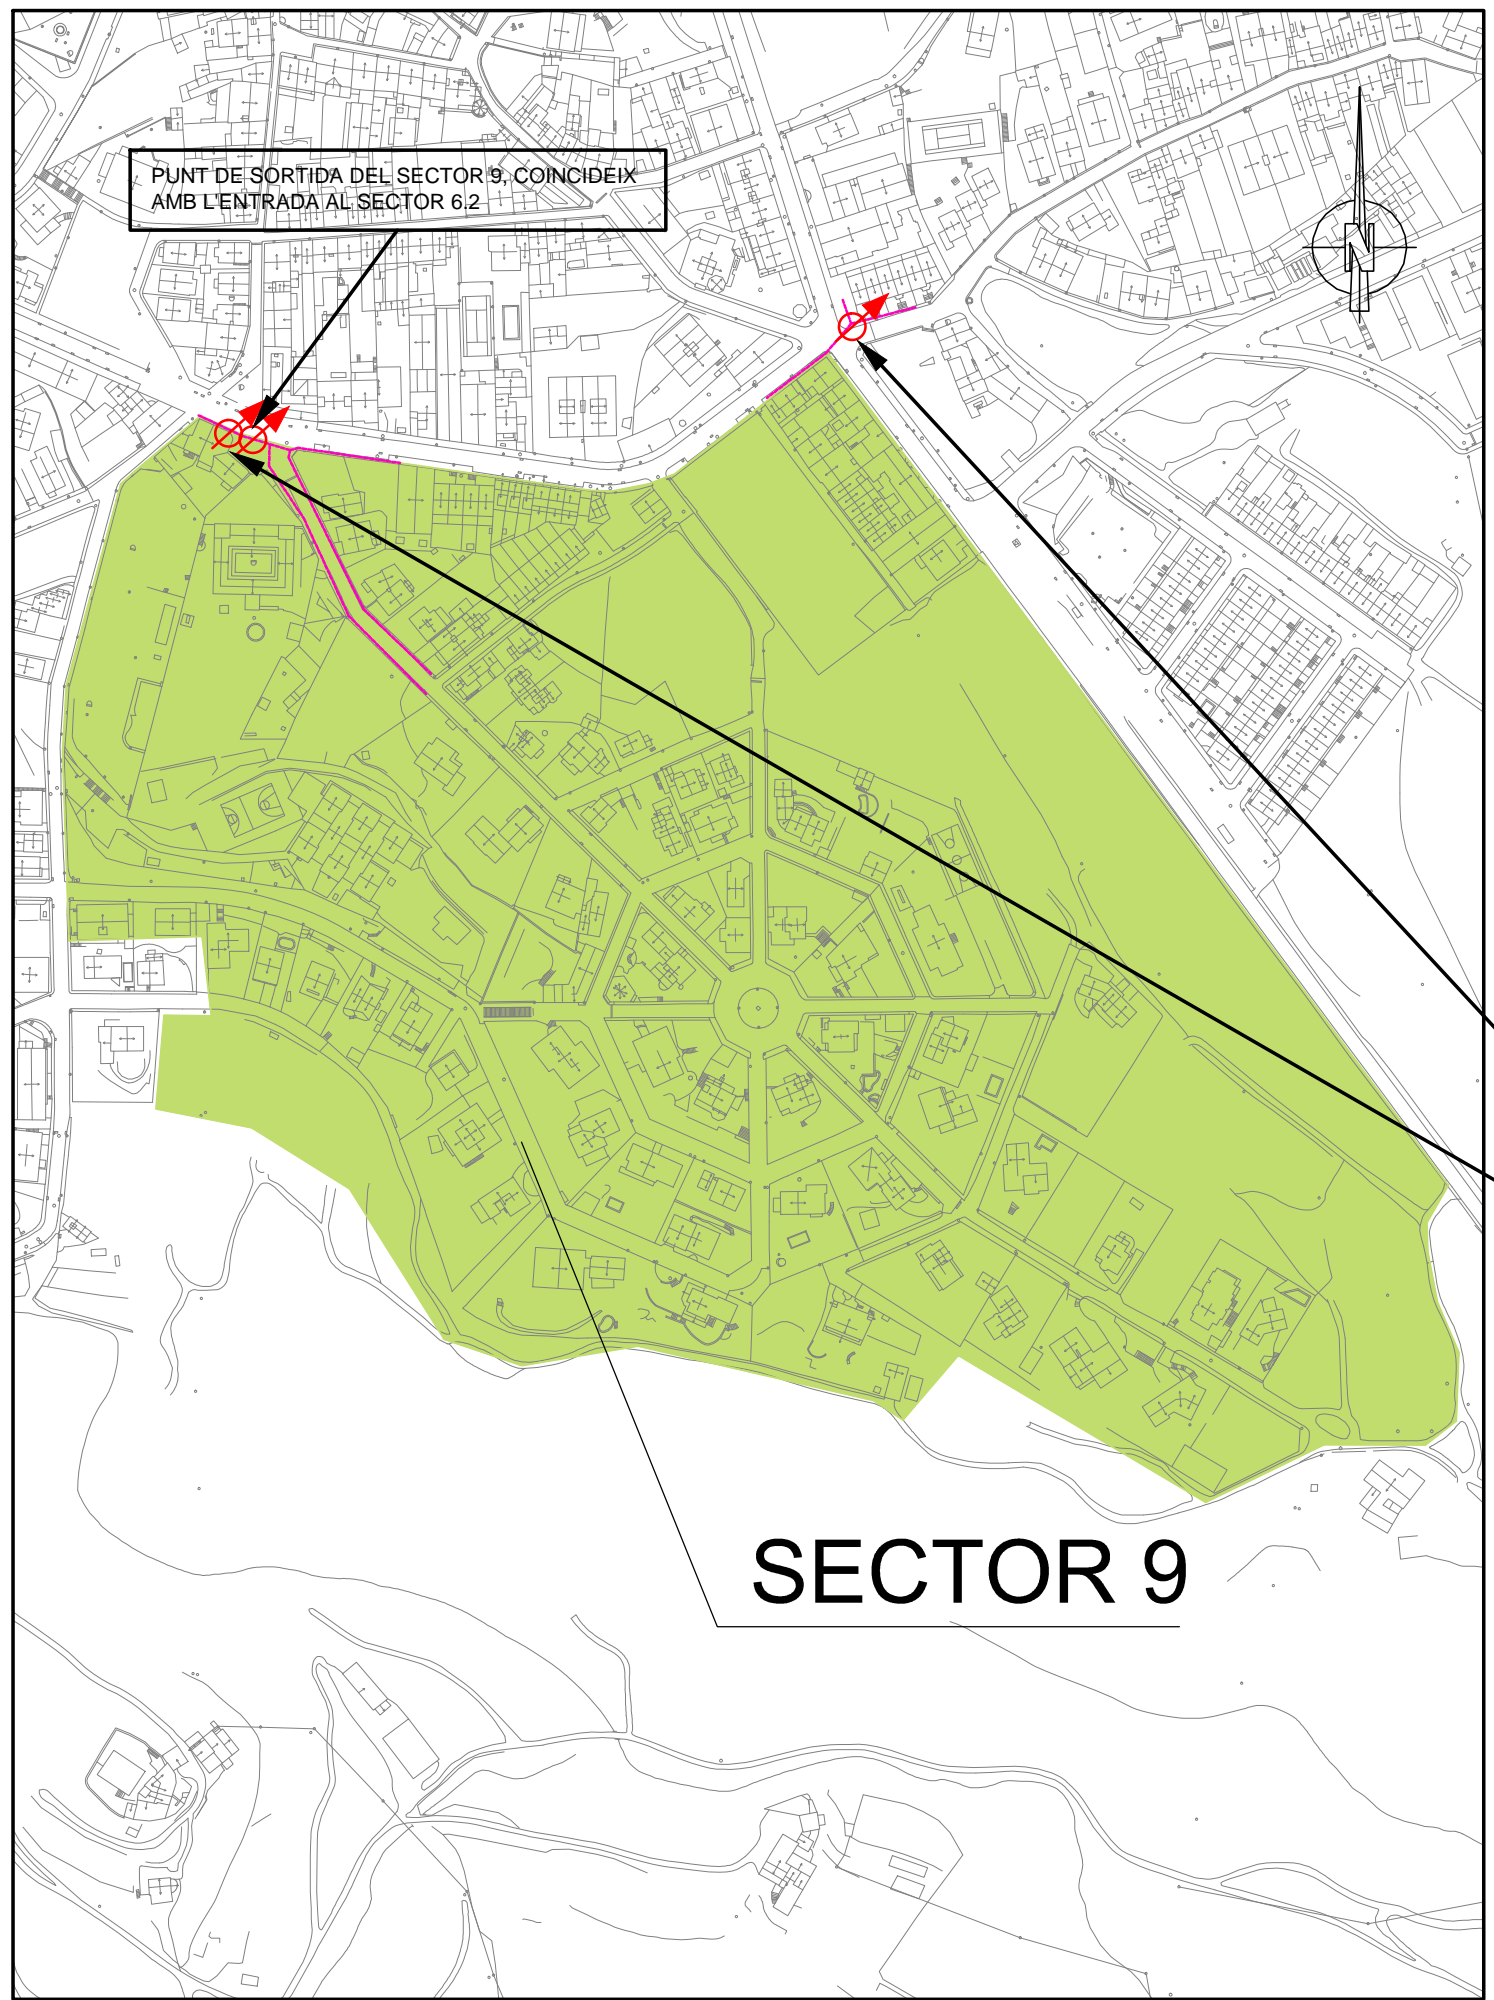 PUNT DE SORTIDA DEL SECTOR 9, COINCIDEIX
AMB L'ENTRADA AL SECTOR 6.2
N
SECTOR 9